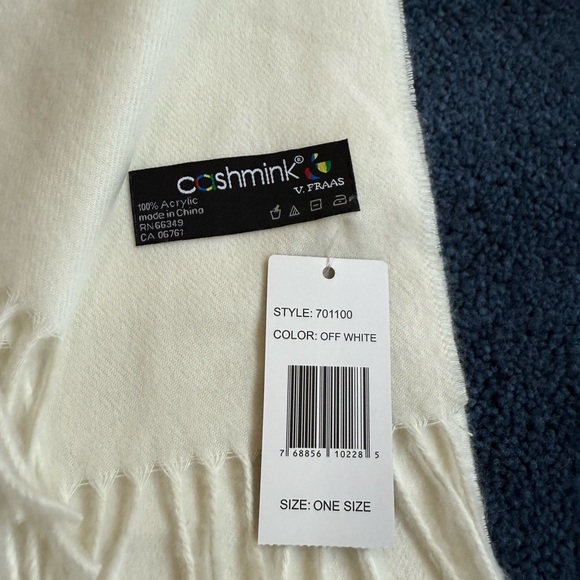 cashmink®
V. FRAAS
100% Acrylic
made in China
RN66349
CA 06761
STYLE: 701100
COLOR: OFF WHITE
7 68856 10228 5
SIZE: ONE SIZE